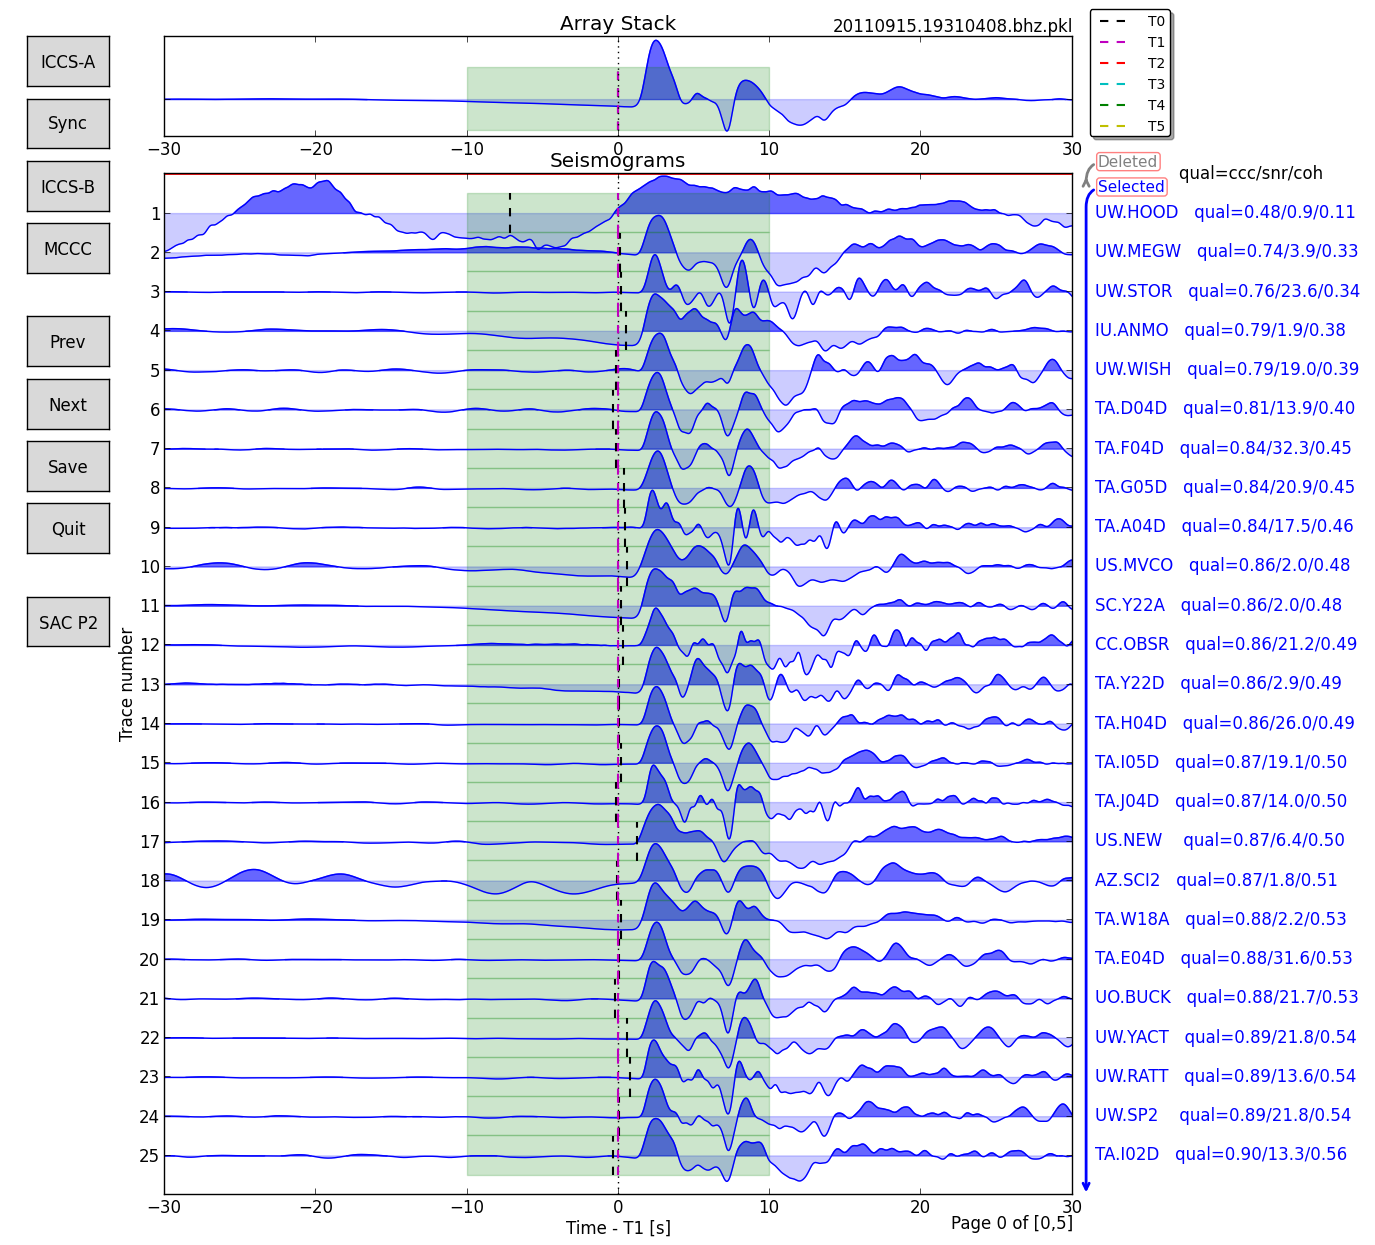 Array Stack
20110915.19310408.bhz.pkl
T0
T1
T2
T3
T4
T5
ICCS-A
Sync
ICCS-B
MCCC
Prev
Next
Save
Quit
SAC P2
−30 −20 −10 0 10 20 30
Seismograms
Deleted
Selected
qual=ccc/snr/coh
1 UW.HOOD qual=0.48/0.9/0.11
2 UW.MEGW qual=0.74/3.9/0.33
3 UW.STOR qual=0.76/23.6/0.34
4 IU.ANMO qual=0.79/1.9/0.38
5 UW.WISH qual=0.79/19.0/0.39
6 TA.D04D qual=0.81/13.9/0.40
7 TA.F04D qual=0.84/32.3/0.45
8 TA.G05D qual=0.84/20.9/0.45
9 TA.A04D qual=0.84/17.5/0.46
10 US.MVCO qual=0.86/2.0/0.48
11 SC.Y22A qual=0.86/2.0/0.48
12 CC.OBSR qual=0.86/21.2/0.49
13 TA.Y22D qual=0.86/2.9/0.49
14 TA.H04D qual=0.86/26.0/0.49
15 TA.I05D qual=0.87/19.1/0.50
16 TA.J04D qual=0.87/14.0/0.50
17 US.NEW qual=0.87/6.4/0.50
18 AZ.SCI2 qual=0.87/1.8/0.51
19 TA.W18A qual=0.88/2.2/0.53
20 TA.E04D qual=0.88/31.6/0.53
21 UO.BUCK qual=0.88/21.7/0.53
22 UW.YACT qual=0.89/21.8/0.54
23 UW.RATT qual=0.89/13.6/0.54
24 UW.SP2 qual=0.89/21.8/0.54
25 TA.I02D qual=0.90/13.3/0.56
Trace number
−30 −20 −10 0 10 20 30
Time - T1 [s]
Page 0 of [0,5]